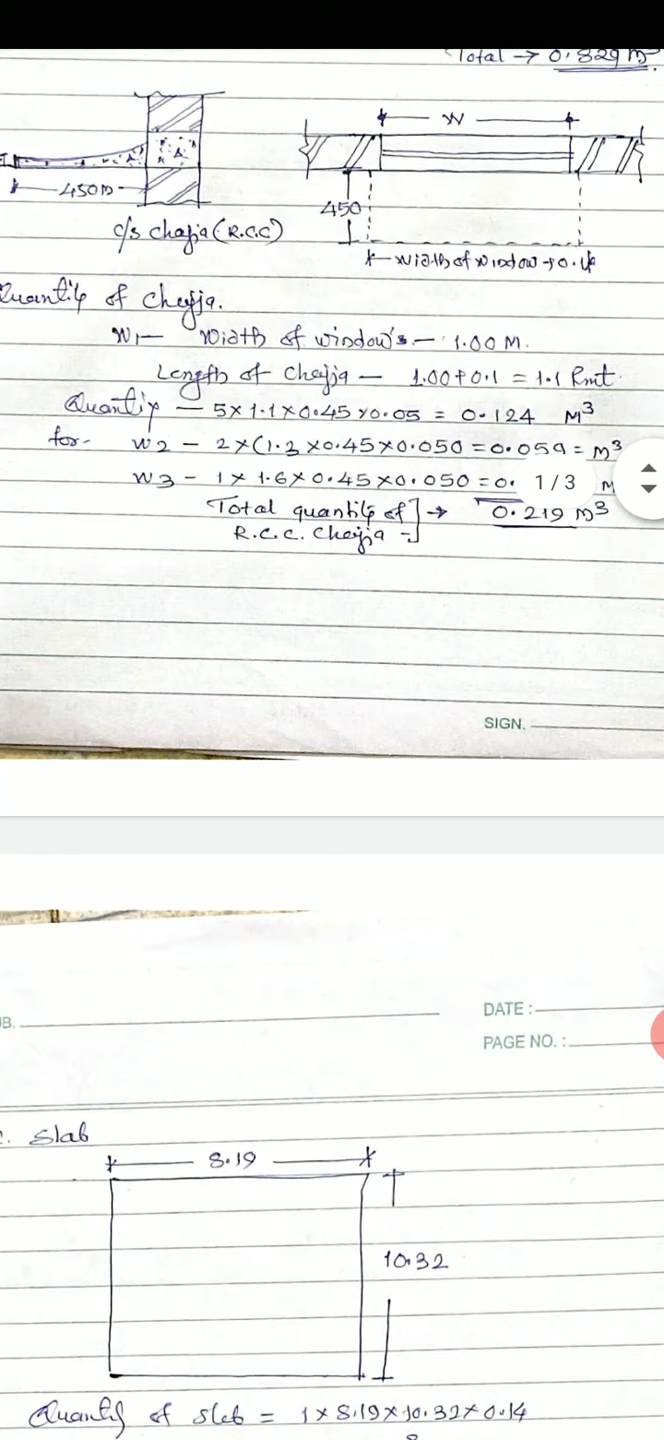 Total → 0.829 M³.
W
450 M
450
c/s Chajja (R.C.C)
Width of window + 0.1
Quantity of Chajja.
W1 — Width of window's — 1.00 M.
Length of Chajja — 1.00 + 0.1 = 1.1 Rmt.
Quantity — 5 × 1.1 × 0.45 × 0.05 = 0.124 M³
for - W2 - 2 × (1.3 × 0.45 × 0.050 = 0.059 = M³
W3 - 1 × 1.6 × 0.45 × 0.050 = 0. 1/3 M
Total quantity of ] → 0.219 M³
R.C.C. Chajja -
SIGN.
UB.
DATE :
PAGE NO. :
. Slab
8.19
10.32
Quantity of Slab = 1 × 8.19 × 10.32 × 0.14